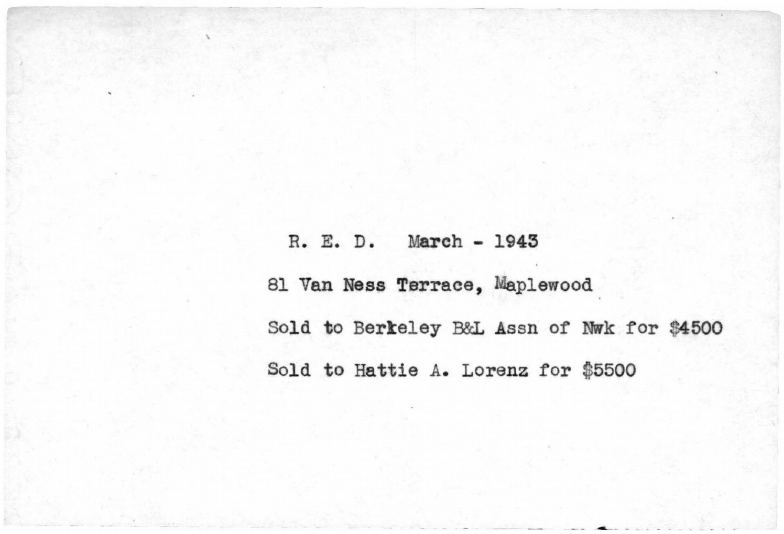 R. E. D. March - 1943
81 Van Ness Terrace, Maplewood
Sold to Berkeley B&L Assn of Nwk for $4500
Sold to Hattie A. Lorenz for $5500